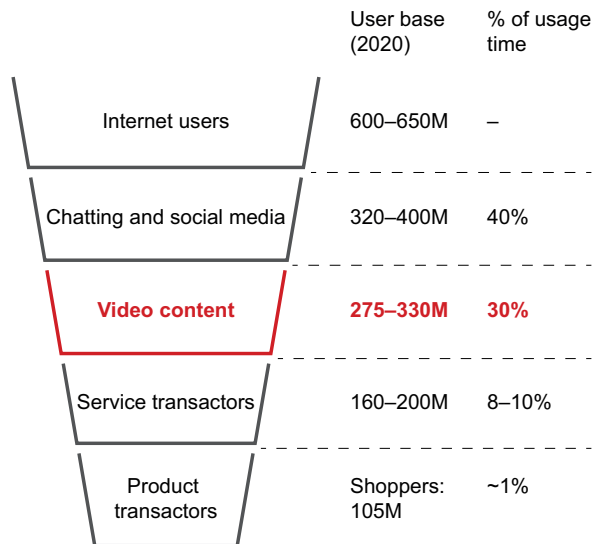 User base % of usage
(2020) time
Internet users 600–650M –
Chatting and social media 320–400M 40%
Video content 275–330M 30%
Service transactors 160–200M 8–10%
Product Shoppers: ~1%
transactors 105M